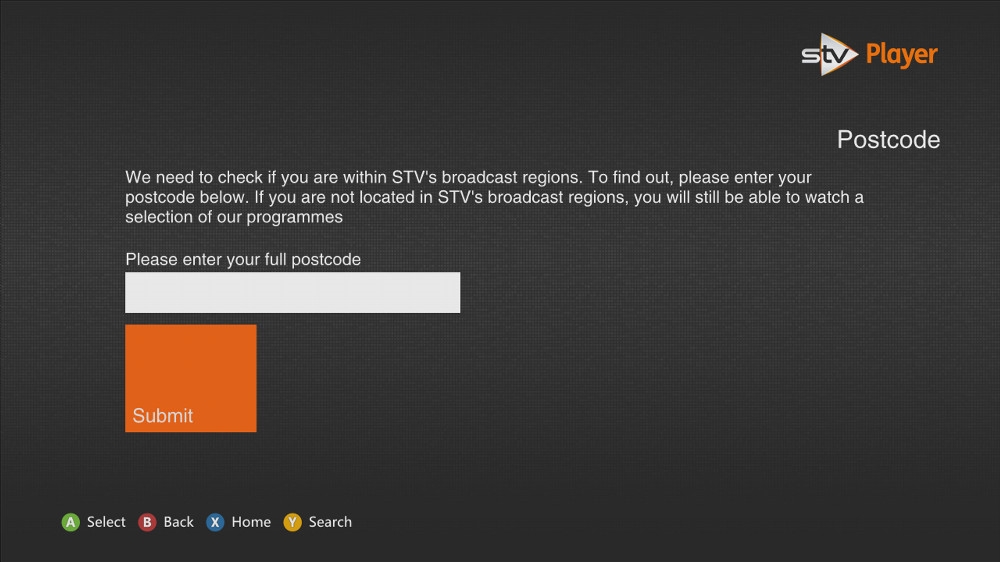 stv Player
Postcode
We need to check if you are within STV's broadcast regions. To find out, please enter your
postcode below. If you are not located in STV's broadcast regions, you will still be able to watch a
selection of our programmes
Please enter your full postcode
Submit
A Select B Back X Home Y Search